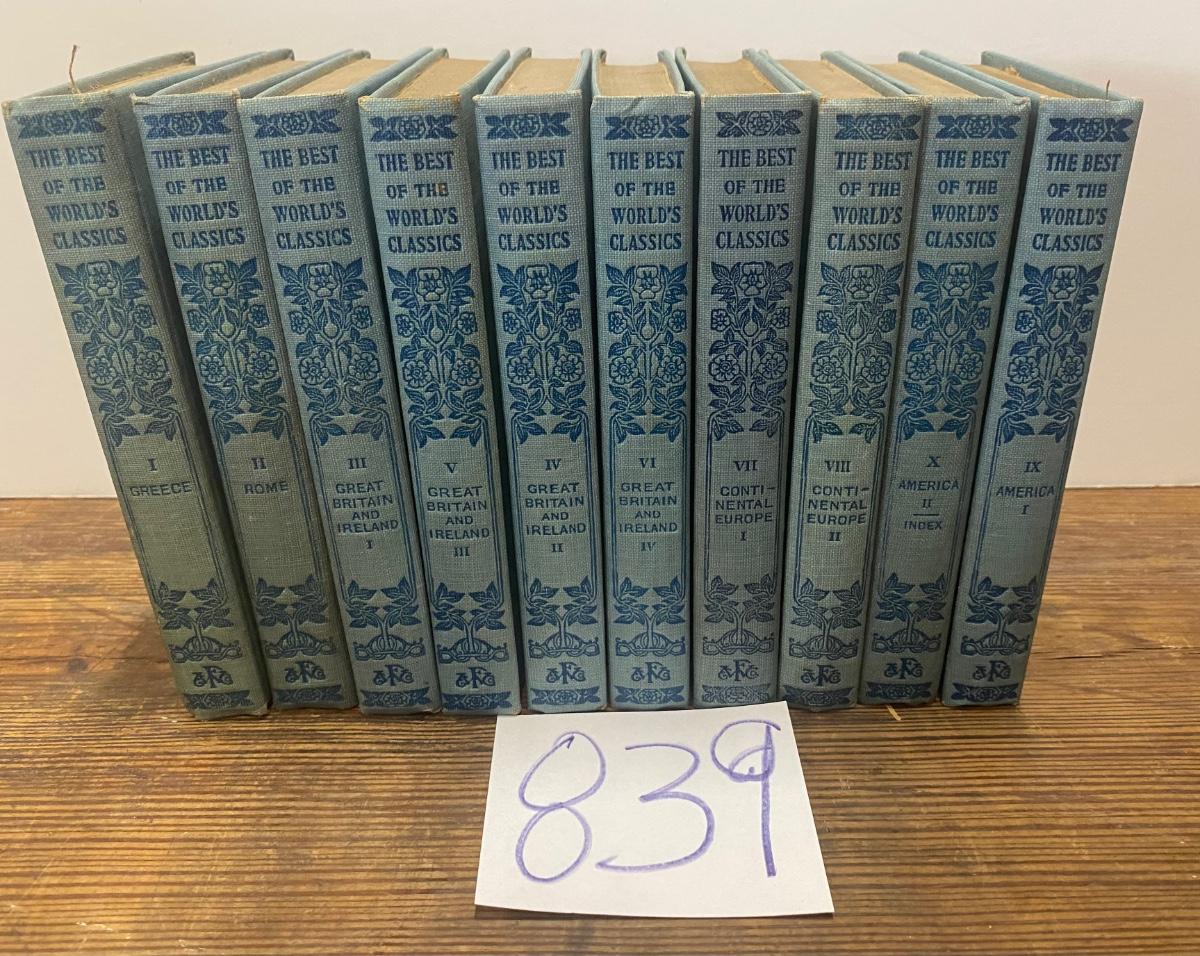 THE BEST
OF THE
WORLD'S
CLASSICS
I
GREECE
THE BEST
OF THE
WORLD'S
CLASSICS
II
ROME
THE BEST
OF THE
WORLD'S
CLASSICS
III
GREAT
BRITAIN
AND
IRELAND
I
THE BEST
OF THE
WORLD'S
CLASSICS
V
GREAT
BRITAIN
AND
IRELAND
III
THE BEST
OF THE
WORLD'S
CLASSICS
IV
GREAT
BRITAIN
AND
IRELAND
II
THE BEST
OF THE
WORLD'S
CLASSICS
VI
GREAT
BRITAIN
AND
IRELAND
IV
THE BEST
OF THE
WORLD'S
CLASSICS
VII
CONTI-
NENTAL
EUROPE
I
THE BEST
OF THE
WORLD'S
CLASSICS
VIII
CONTI-
NENTAL
EUROPE
II
THE BEST
OF THE
WORLD'S
CLASSICS
X
AMERICA
II
INDEX
THE BEST
OF THE
WORLD'S
CLASSICS
IX
AMERICA
I
839